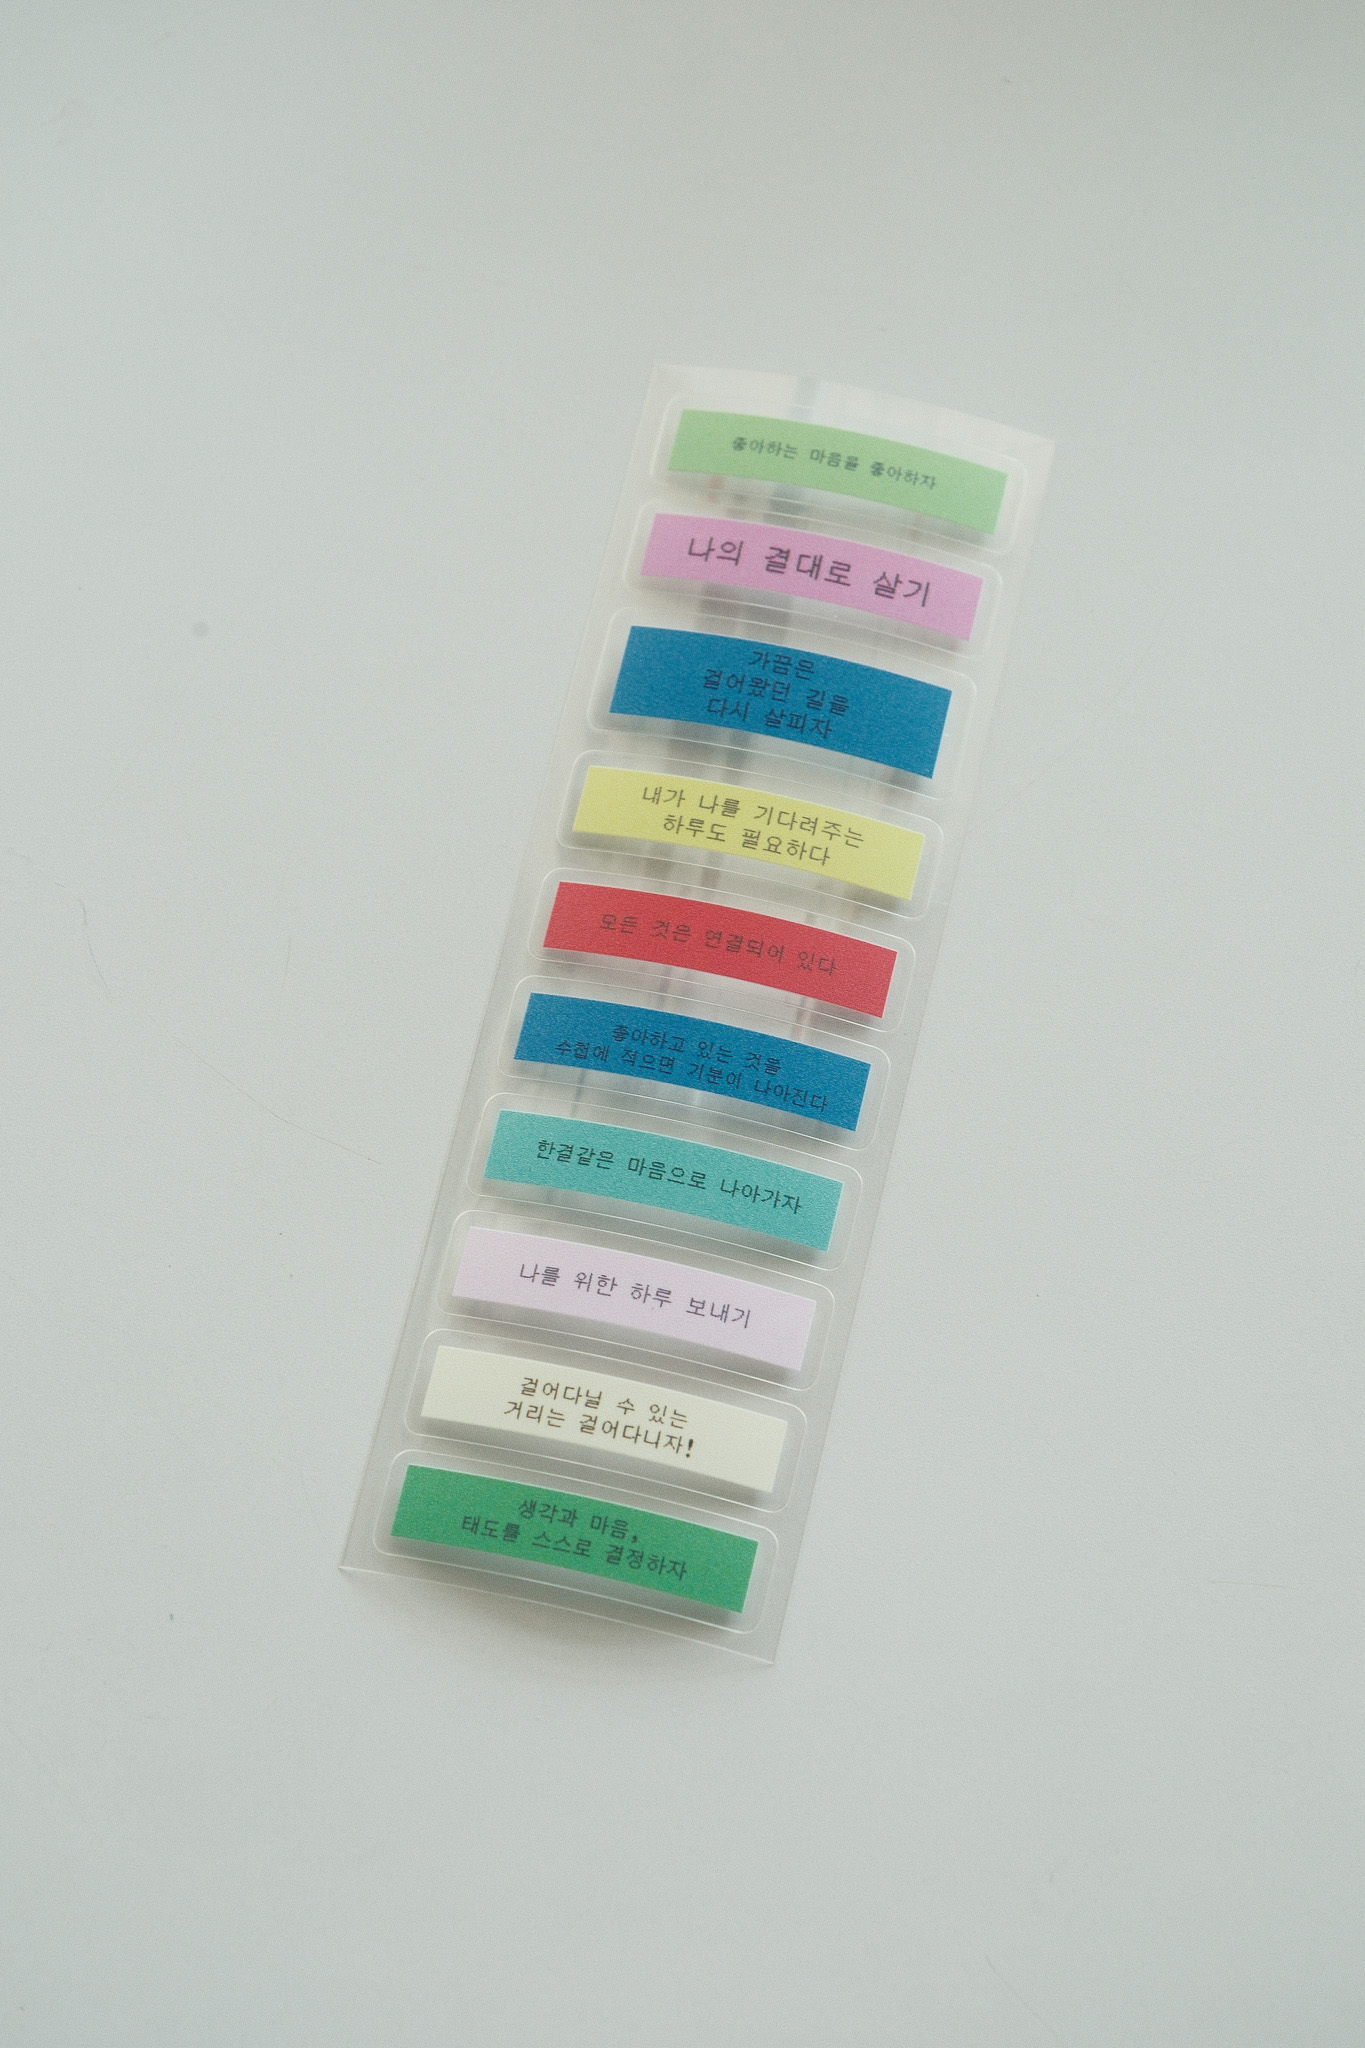 좋아하는 마음을 좋아하자
나의 결대로 살기
가끔은
걸어왔던 길을
다시 살피자
내가 나를 기다려주는
하루도 필요하다
모든 것은 연결되어 있다
좋아하고 있는 것을
수첩에 적으면 기분이 나아진다
한결같은 마음으로 나아가자
나를 위한 하루 보내기
걸어다닐 수 있는
거리는 걸어다니자!
생각과 마음,
태도를 스스로 결정하자